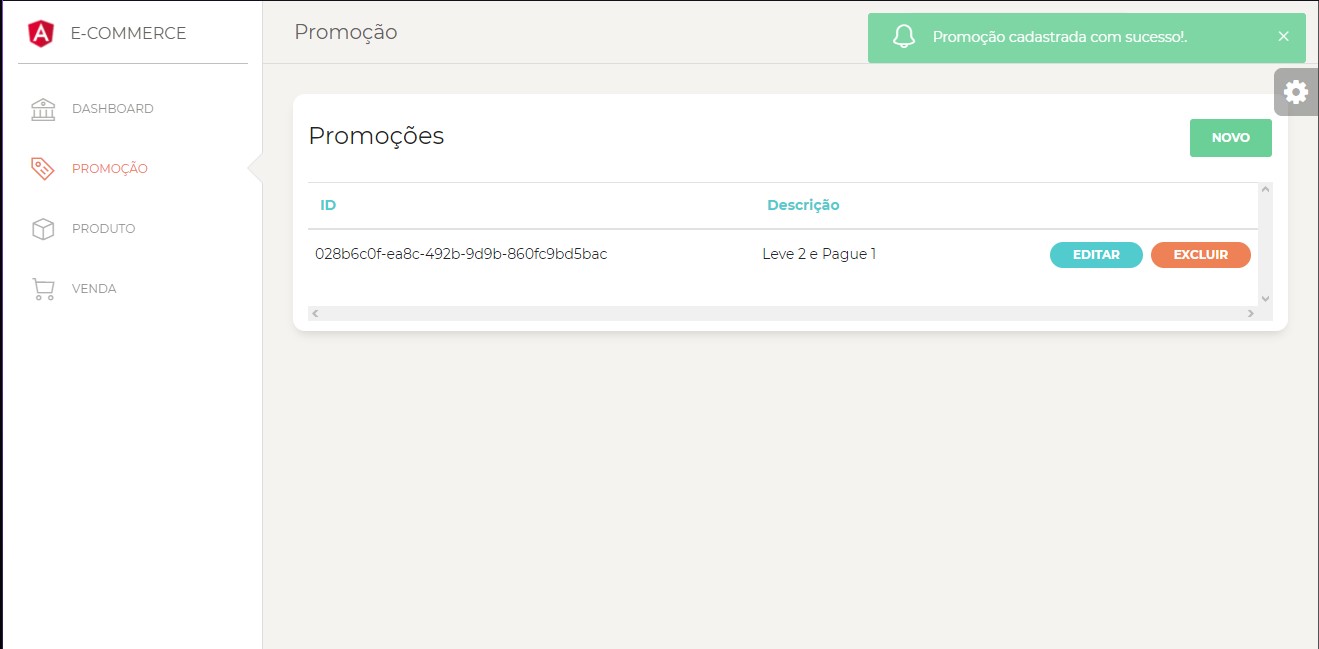 E-COMMERCE
Promoção
Promoção cadastrada com sucesso!.
DASHBOARD
PROMOÇÃO
PRODUTO
VENDA
Promoções
NOVO
ID Descrição
028b6c0f-ea8c-492b-9d9b-860fc9bd5bac Leve 2 e Pague 1 EDITAR EXCLUIR